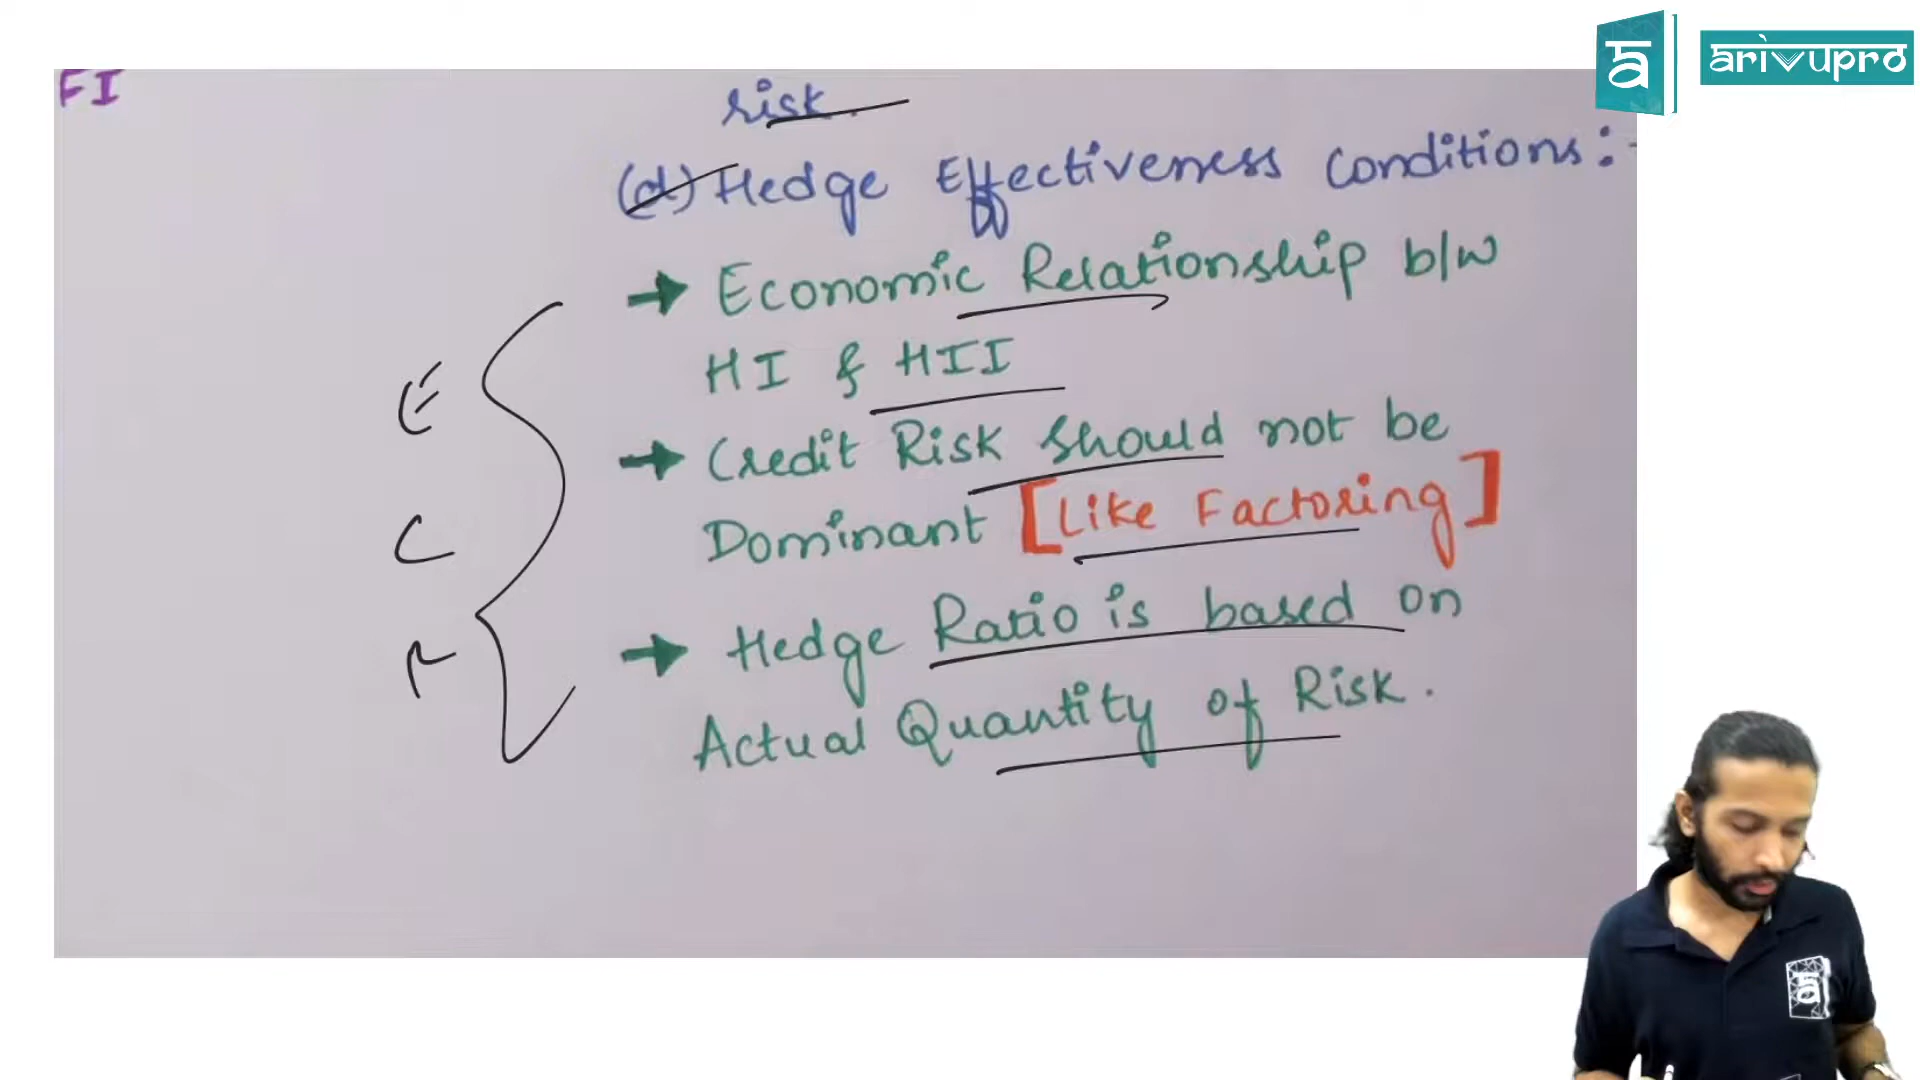 ā arivupro
FI
risk.
(d) Hedge Effectiveness Conditions:-
→ Economic Relationship b/w
HI & HII
→ Credit Risk should not be
Dominant [Like Factoring]
→ Hedge Ratio is based on
Actual Quantity of Risk.
E
C
r
ā